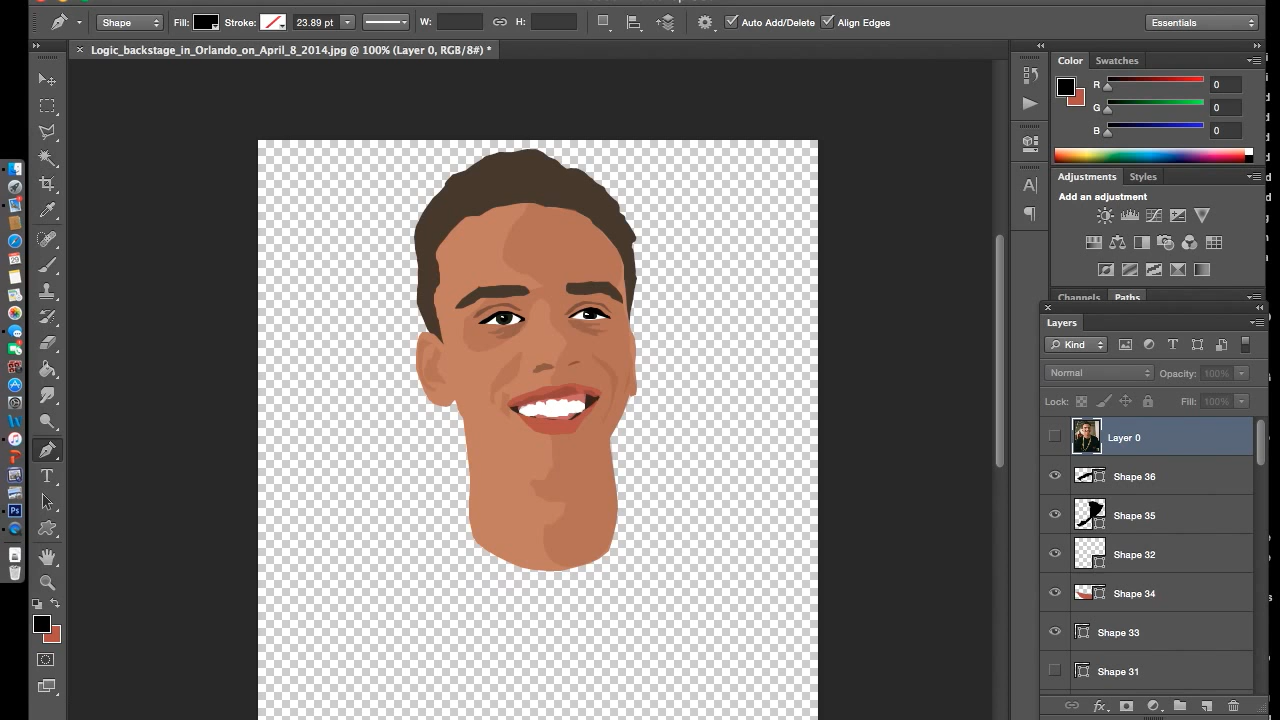 Shape Fill: Stroke: 23.89 pt W: H: Auto Add/Delete Align Edges Essentials
× Logic_backstage_in_Orlando_on_April_8_2014.jpg @ 100% (Layer 0, RGB/8#) *
Color Swatches
R 0
G 0
B 0
Adjustments Styles
Add an adjustment
Channels Paths
Layers
Kind
Normal Opacity: 100%
Lock: Fill: 100%
Layer 0
Shape 36
Shape 35
Shape 32
Shape 34
Shape 33
Shape 31